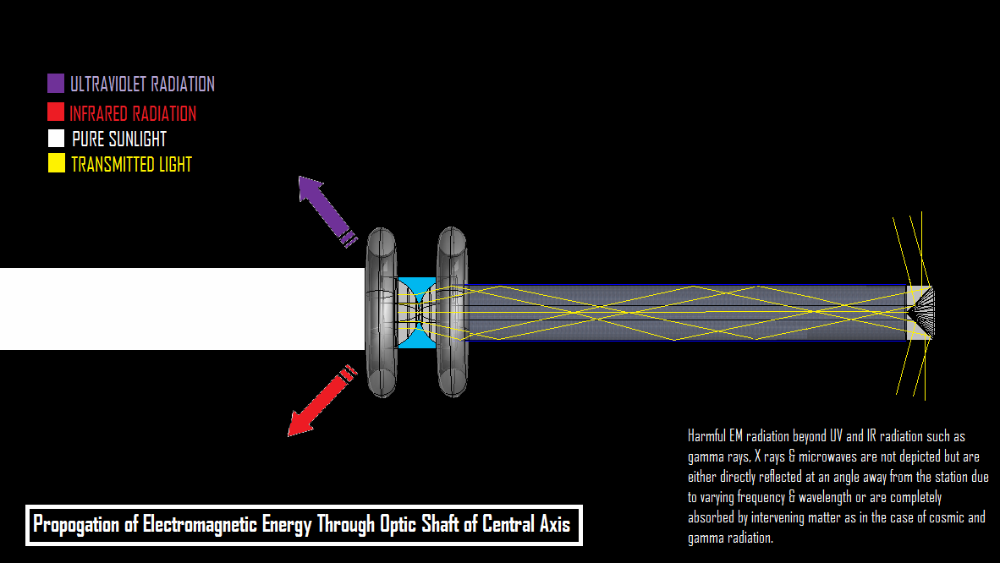 ULTRAVIOLET RADIATION
INFRARED RADIATION
PURE SUNLIGHT
TRANSMITTED LIGHT
Harmful EM radiation beyond UV and IR radiation such as
gamma rays, X rays & microwaves are not depicted but are
either directly reflected at an angle away from the station due
to varying frequency & wavelength or are completely
absorbed by intervening matter as in the case of cosmic and
gamma radiation.
Propogation of Electromagnetic Energy Through Optic Shaft of Central Axis